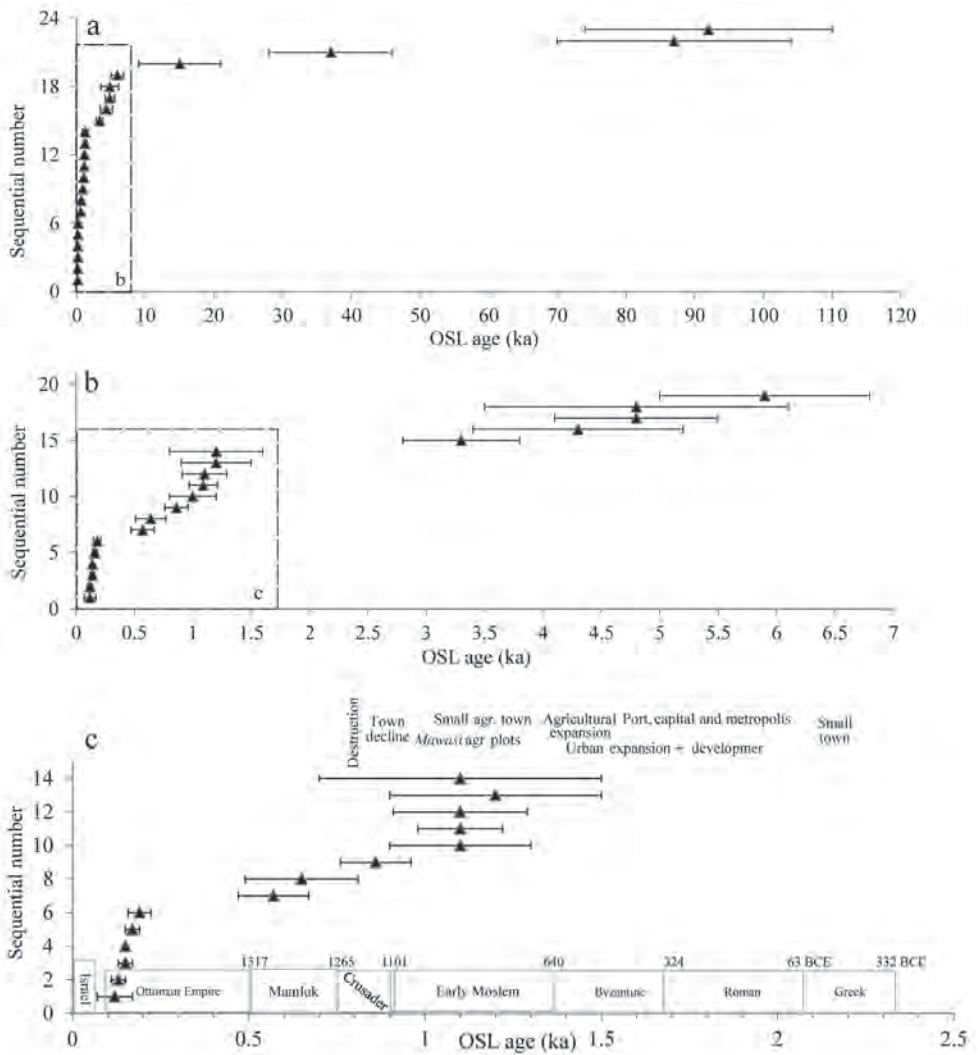 a
24
18
12
6
0
Sequential number
b
0 10 20 30 40 50 60 70 80 90 100 110 120
OSL age (ka)
b
20
15
10
5
0
Sequential number
c
0 0.5 1 1.5 2 2.5 3 3.5 4 4.5 5 5.5 6 6.5 7
OSL age (ka)
c
Destruction
Town
decline
Small agr. town
Mawasi agr plots
Agricultural
expansion
Port, capital and metropolis
Urban expansion + developmer
Small
town
14
12
10
8
6
4
2
0
Sequential number
1517 1265 1101 640 324 63 BCE 332 BCE
Israel Ottoman Empire Mamluk Crusader Early Moslem Byzantine Roman Greek
0 0.5 1 1.5 2 2.5
OSL age (ka)